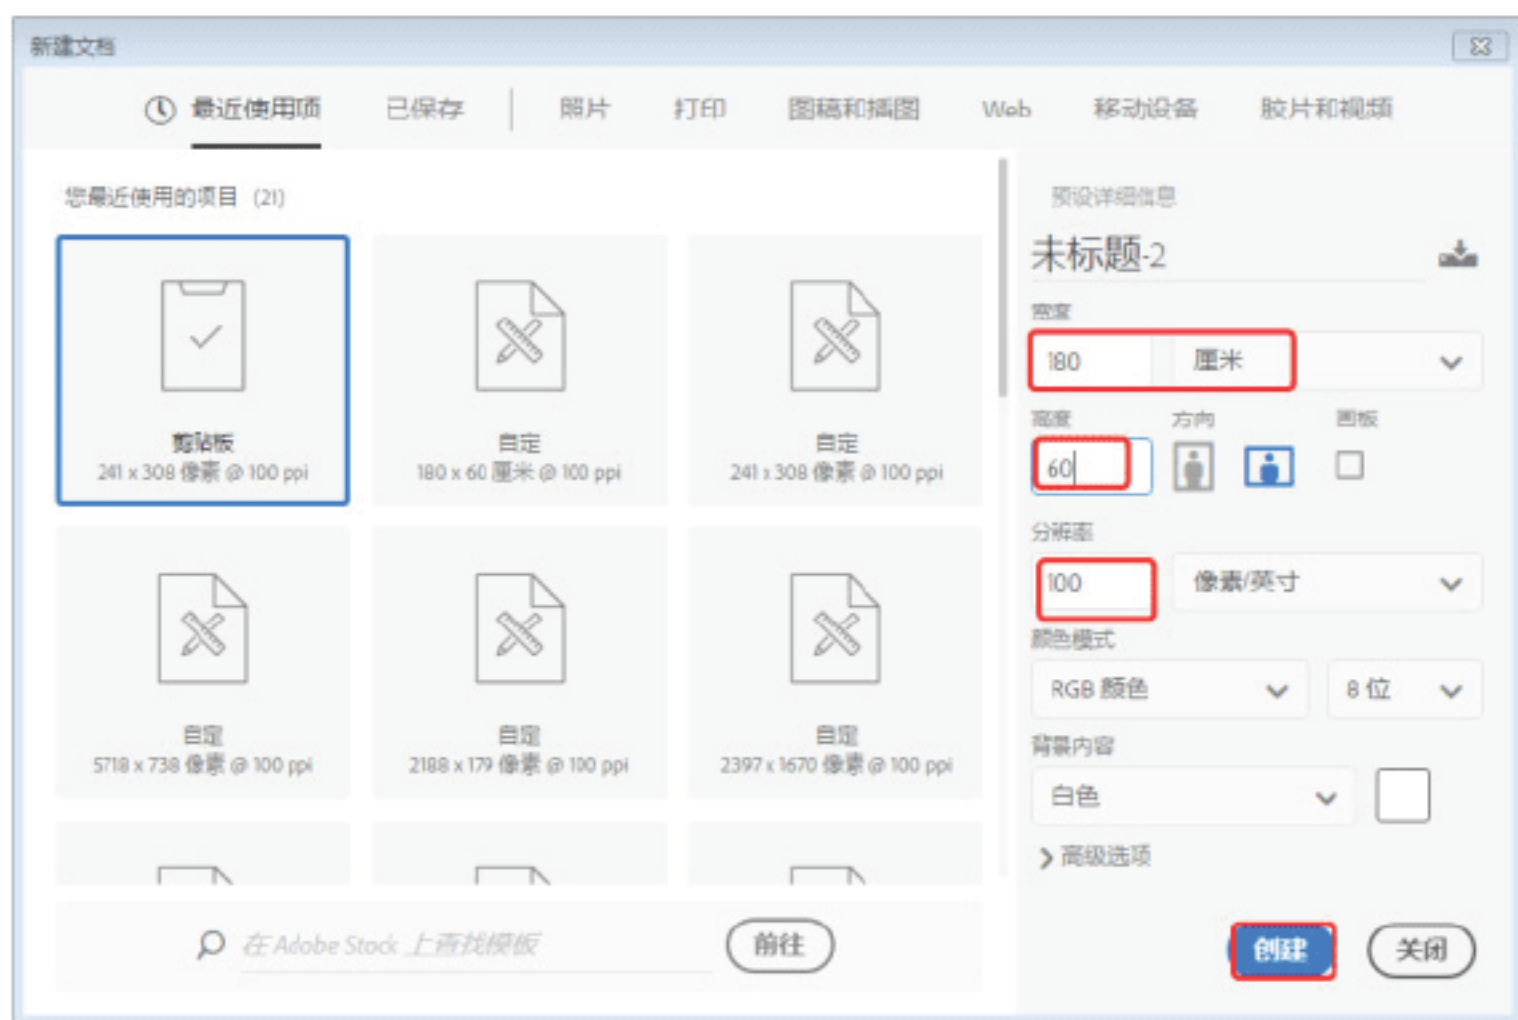 新建文档
最近使用项 已保存 照片 打印 图稿和插图 Web 移动设备 胶片和视频
您最近使用的项目 (21)
剪贴板
241 x 308 像素 @ 100 ppi
自定
180 x 60 厘米 @ 100 ppi
自定
241 x 308 像素 @ 100 ppi
自定
5718 x 738 像素 @ 100 ppi
自定
2188 x 179 像素 @ 100 ppi
自定
2397 x 1670 像素 @ 100 ppi
在 Adobe Stock 上查找模板
前往
预设详细信息
未标题-2
宽度
180 厘米
高度 方向 画板
60
分辨率
100 像素/英寸
颜色模式
RGB 颜色 8 位
背景内容
白色
高级选项
创建 关闭